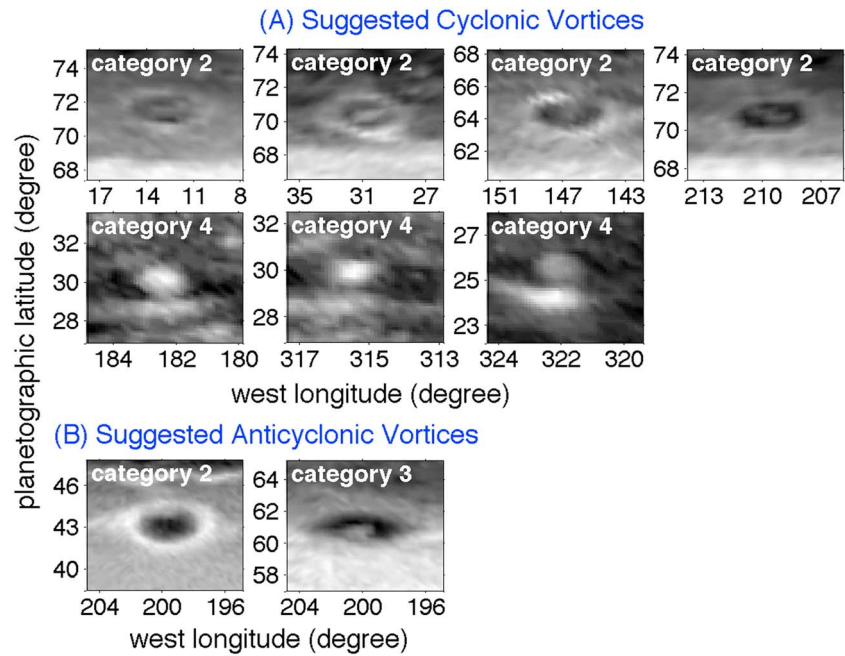 (A) Suggested Cyclonic Vortices
category 2 category 2 category 2 category 2
74 74 68 74
72 72 66 72
70 70 64 70
68 68 62 68
17 14 11 8 35 31 27 151 147 143 213 210 207
category 4 category 4 category 4
32 32 27
30 30 25
28 28 23
184 182 180 317 315 313 324 322 320
west longitude (degree)
planetographic latitude (degree)
(B) Suggested Anticyclonic Vortices
category 2 category 3
46 64
43 62
40 60
58
204 200 196 204 200 196
west longitude (degree)